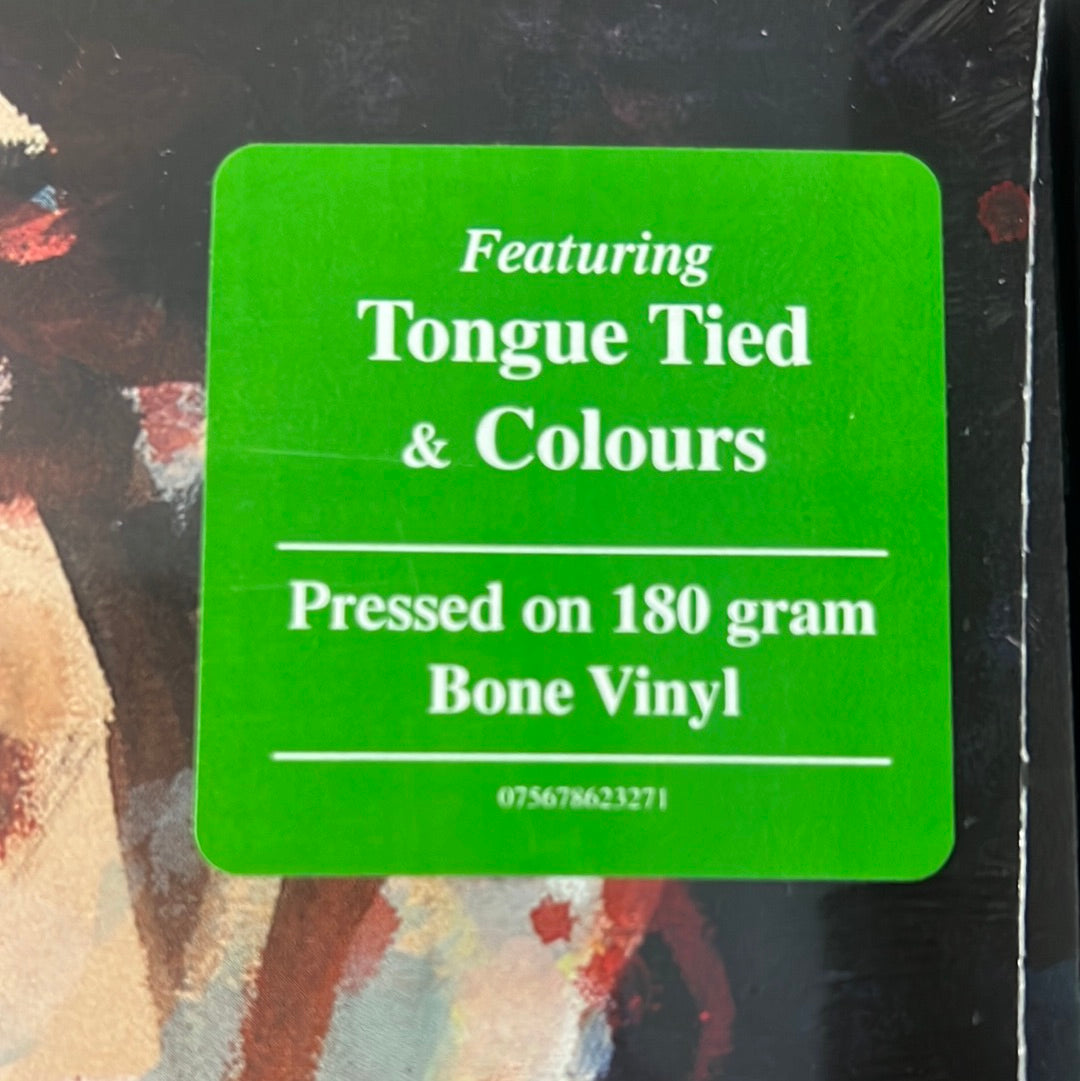 Featuring
Tongue Tied
& Colours
Pressed on 180 gram
Bone Vinyl
075678623271